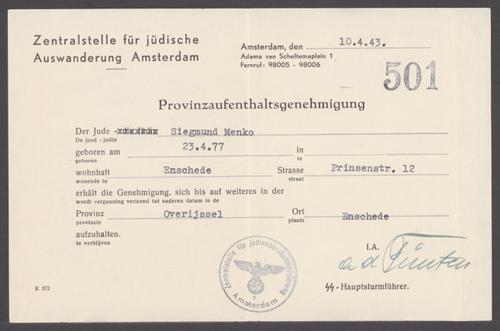 Zentralstelle für jüdische
Auswanderung Amsterdam
Amsterdam, den 10.4.43.
Adama van Scheltemaplein 1
Fernruf: 98005 - 98006
501
Provinzaufenthaltsgenehmigung
Der Jude Siegmund Menko
De jood - jodin
geboren am 23.4.77 in
geboren te
wohnhaft Enschede Strasse Prinsenstr. 12
wonende te straat
erhält die Genehmigung, sich bis auf weiteres in der
wordt vergunning verleend tot nadere datum in de
Provinz Overijssel Ort Enschede
provincie plaats
aufzuhalten.
te verblijven
Zentralstelle für jüdische Auswanderung
Amsterdam
I.A.
a d Fünten
SS-Hauptsturmführer.
K 372